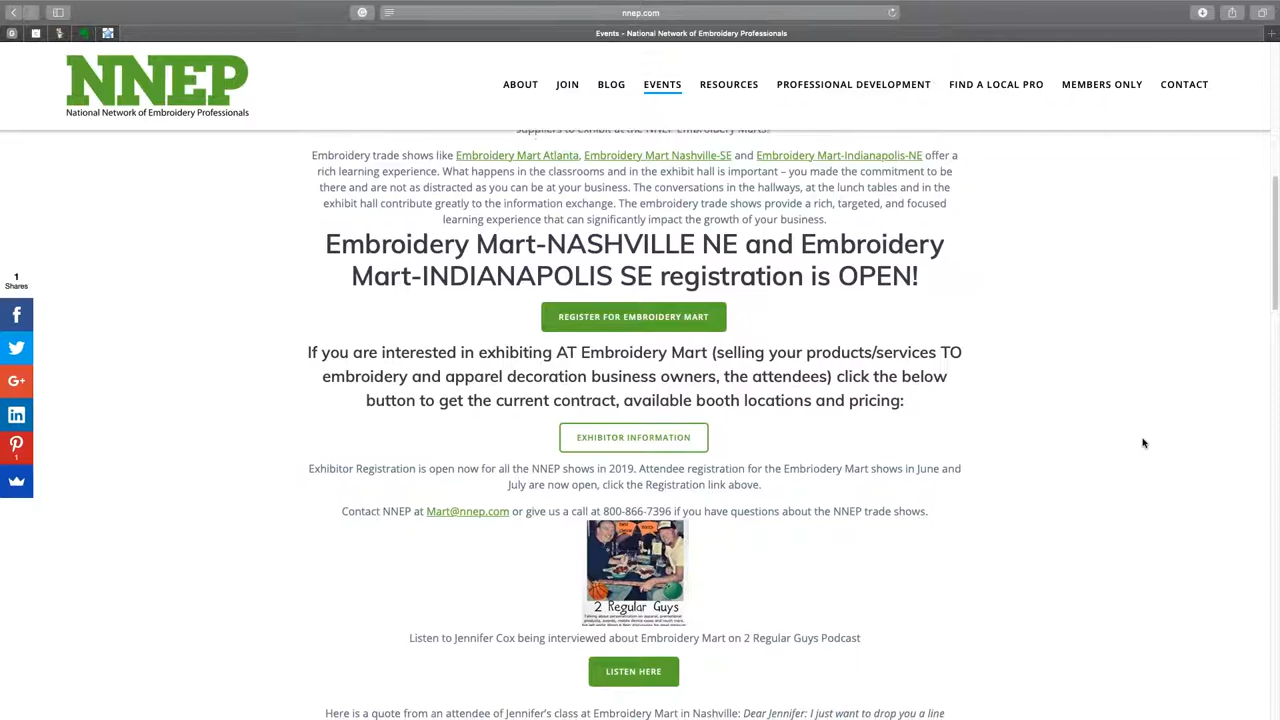 nnep.com
Events - National Network of Embroidery Professionals
NNEP
National Network of Embroidery Professionals
ABOUT JOIN BLOG EVENTS RESOURCES PROFESSIONAL DEVELOPMENT FIND A LOCAL PRO MEMBERS ONLY CONTACT
suppliers to exhibit at the NNEP Embroidery Marts.
Embroidery trade shows like Embroidery Mart Atlanta, Embroidery Mart Nashville-SE and Embroidery Mart-Indianapolis-NE offer a
rich learning experience. What happens in the classrooms and in the exhibit hall is important – you made the commitment to be
there and are not as distracted as you can be at your business. The conversations in the hallways, at the lunch tables and in the
exhibit hall contribute greatly to the information exchange. The embroidery trade shows provide a rich, targeted, and focused
learning experience that can significantly impact the growth of your business.
Embroidery Mart-NASHVILLE NE and Embroidery
Mart-INDIANAPOLIS SE registration is OPEN!
1
Shares
REGISTER FOR EMBROIDERY MART
If you are interested in exhibiting AT Embroidery Mart (selling your products/services TO
embroidery and apparel decoration business owners, the attendees) click the below
button to get the current contract, available booth locations and pricing:
EXHIBITOR INFORMATION
1
Exhibitor Registration is open now for all the NNEP shows in 2019. Attendee registration for the Embriodery Mart shows in June and
July are now open, click the Registration link above.
Contact NNEP at Mart@nnep.com or give us a call at 800-866-7396 if you have questions about the NNEP trade shows.
2 Regular Guys
Listen to Jennifer Cox being interviewed about Embroidery Mart on 2 Regular Guys Podcast
LISTEN HERE
Here is a quote from an attendee of Jennifer's class at Embroidery Mart in Nashville: Dear Jennifer: I just want to drop you a line